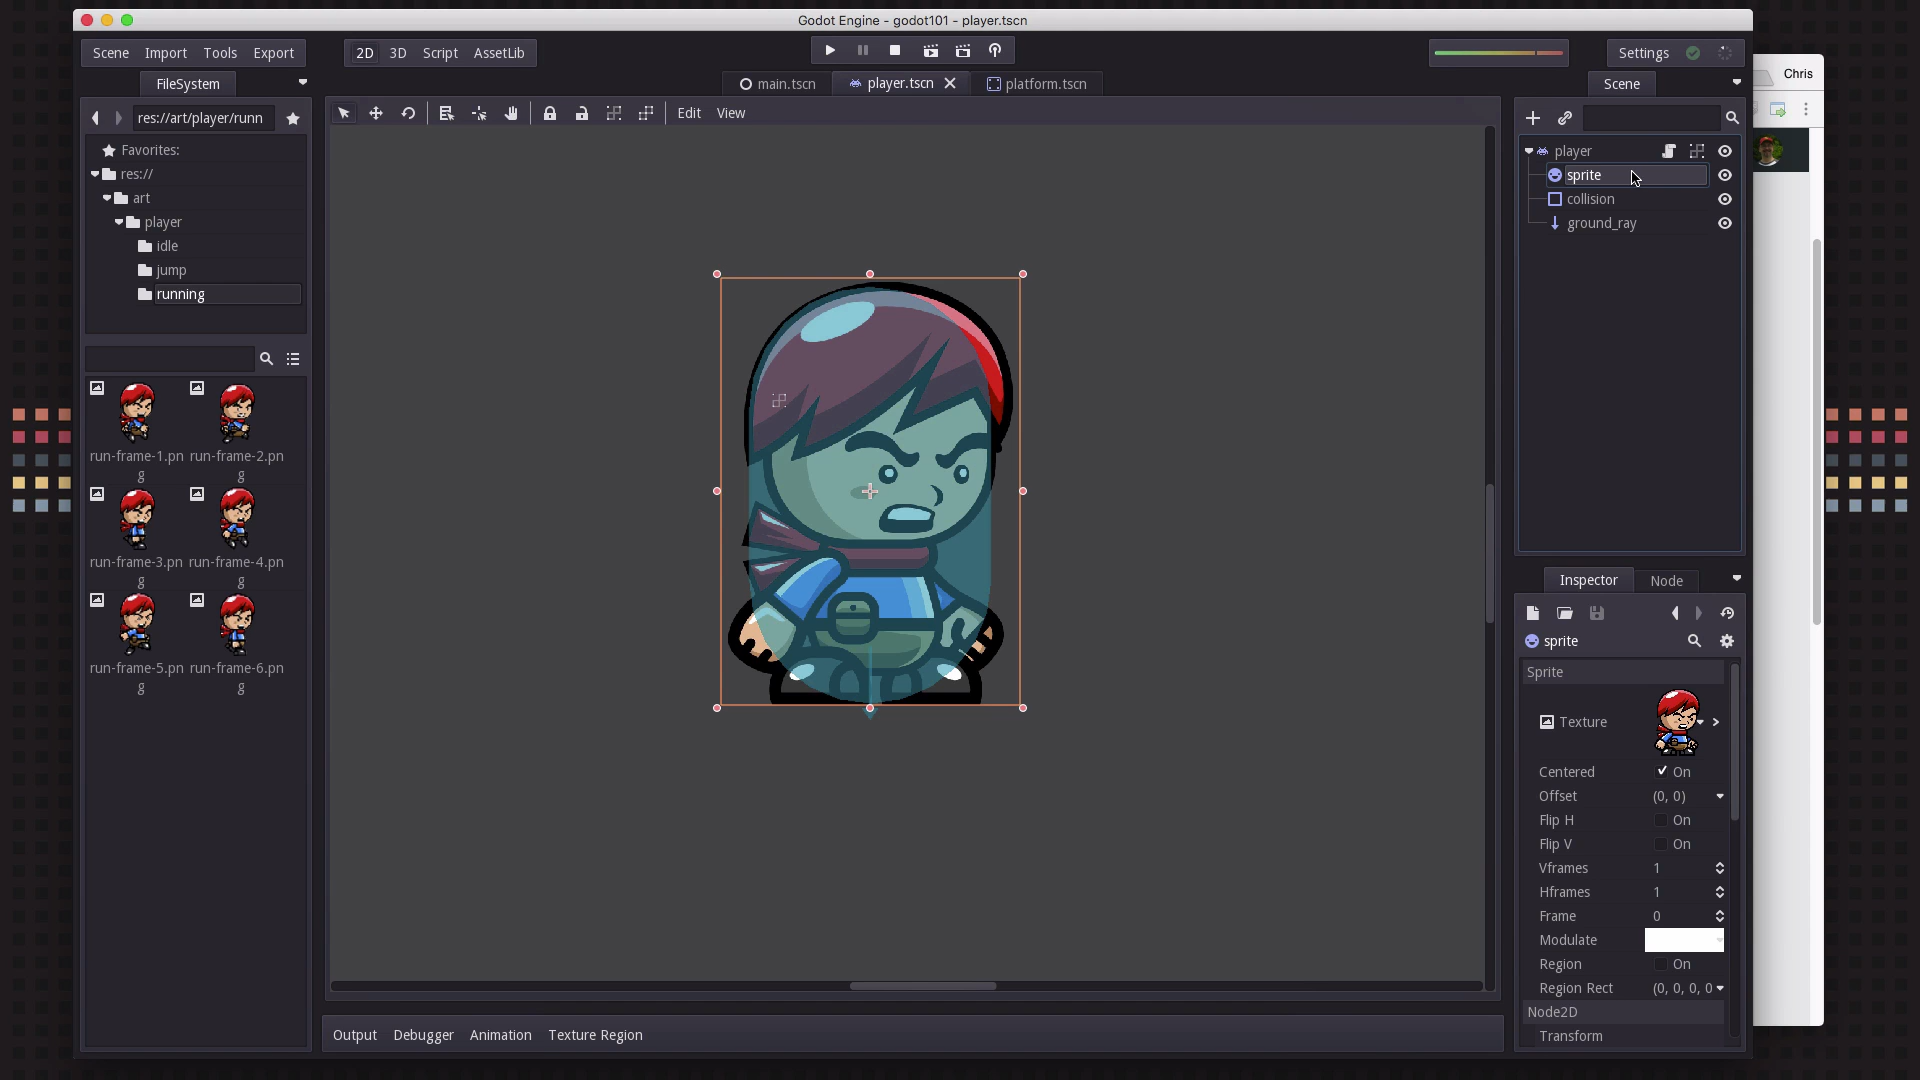 Godot Engine - godot101 - player.tscn
Scene Import Tools Export
2D 3D Script AssetLib
Settings
FileSystem
main.tscn
player.tscn
platform.tscn
Scene
Chris
res://art/player/runn
Edit View
Favorites:
res://
art
player
idle
jump
running
player
sprite
collision
ground_ray
run-frame-1.pn
g
run-frame-2.pn
g
run-frame-3.pn
g
run-frame-4.pn
g
run-frame-5.pn
g
run-frame-6.pn
g
Inspector Node
sprite
Sprite
Texture
Centered On
Offset (0, 0)
Flip H On
Flip V On
Vframes 1
Hframes 1
Frame 0
Modulate
Region On
Region Rect (0, 0, 0, 0
Node2D
Transform
Output Debugger Animation Texture Region